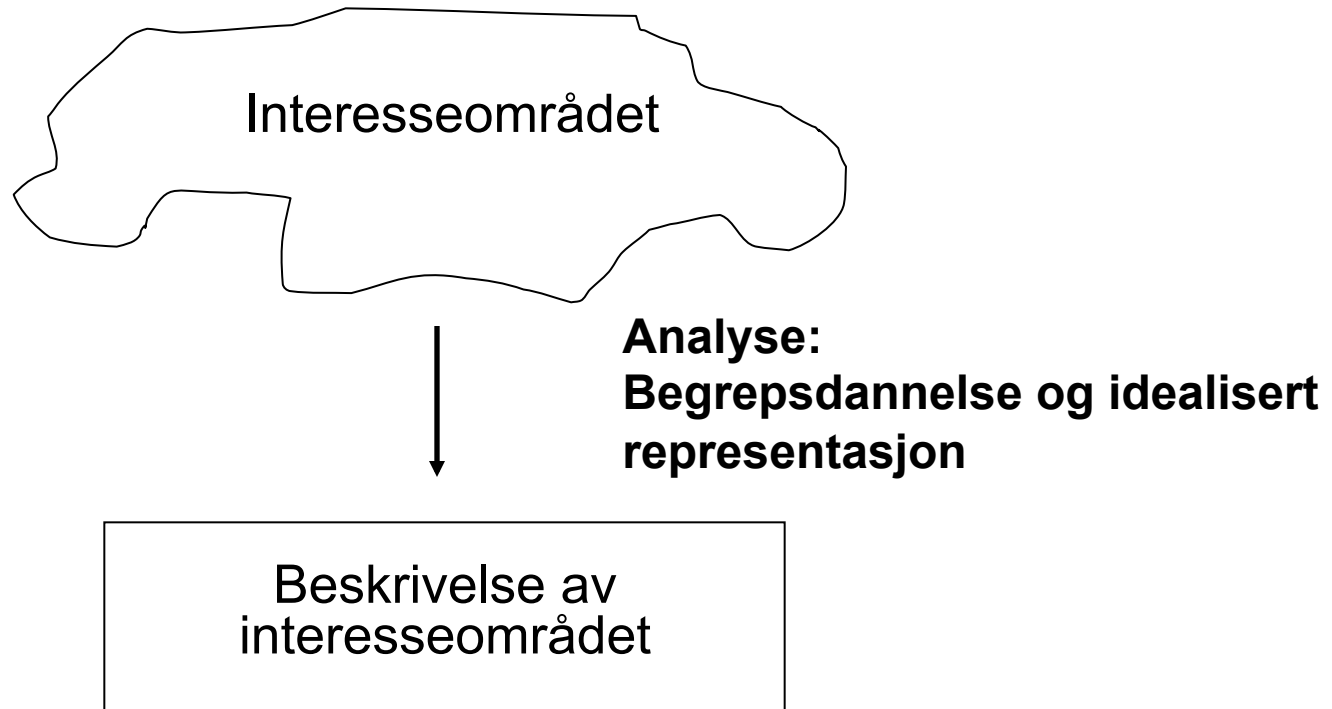 Interesseområdet
Analyse:
Begrepsdannelse og idealisert
representasjon
Beskrivelse av
interesseområdet